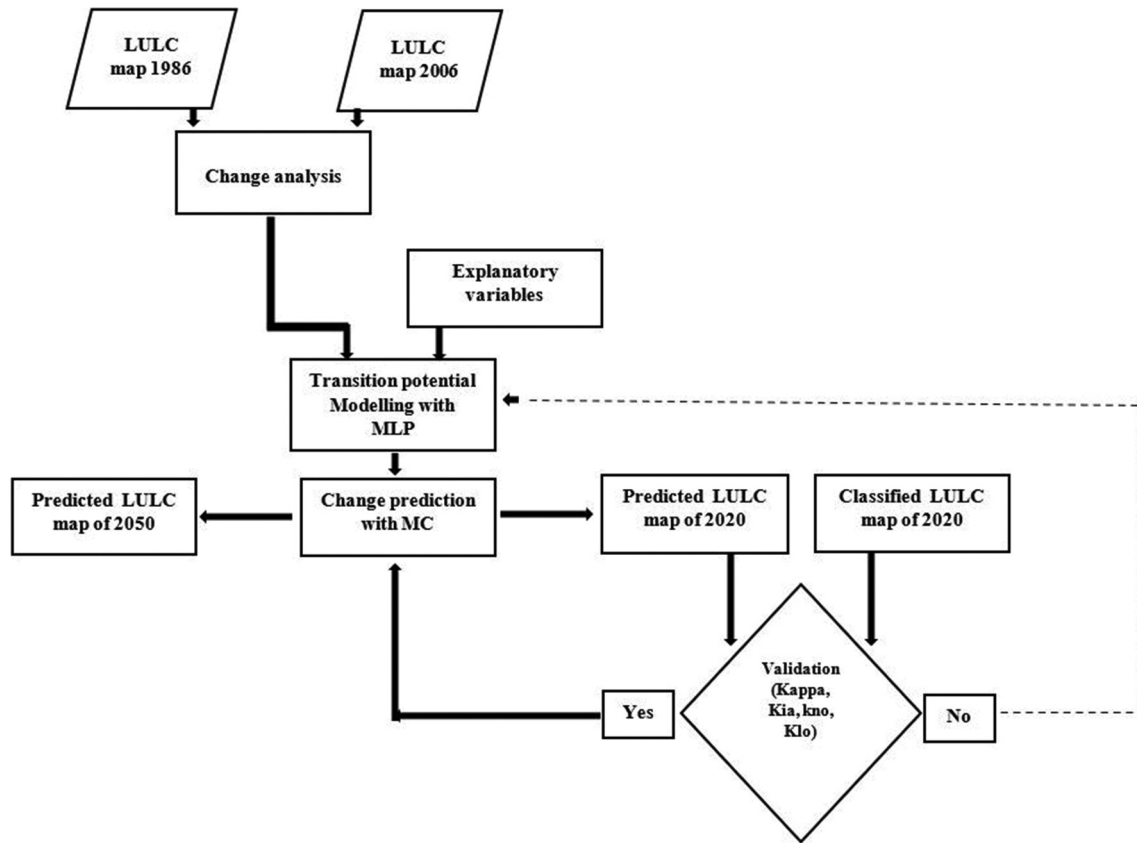 LULC
map 1986
LULC
map 2006
Change analysis
Explanatory
variables
Transition potential
Modelling with
MLP
Predicted LULC
map of 2050
Change prediction
with MC
Predicted LULC
map of 2020
Classified LULC
map of 2020
Validation
(Kappa,
Kia, kno,
Klo)
Yes
No